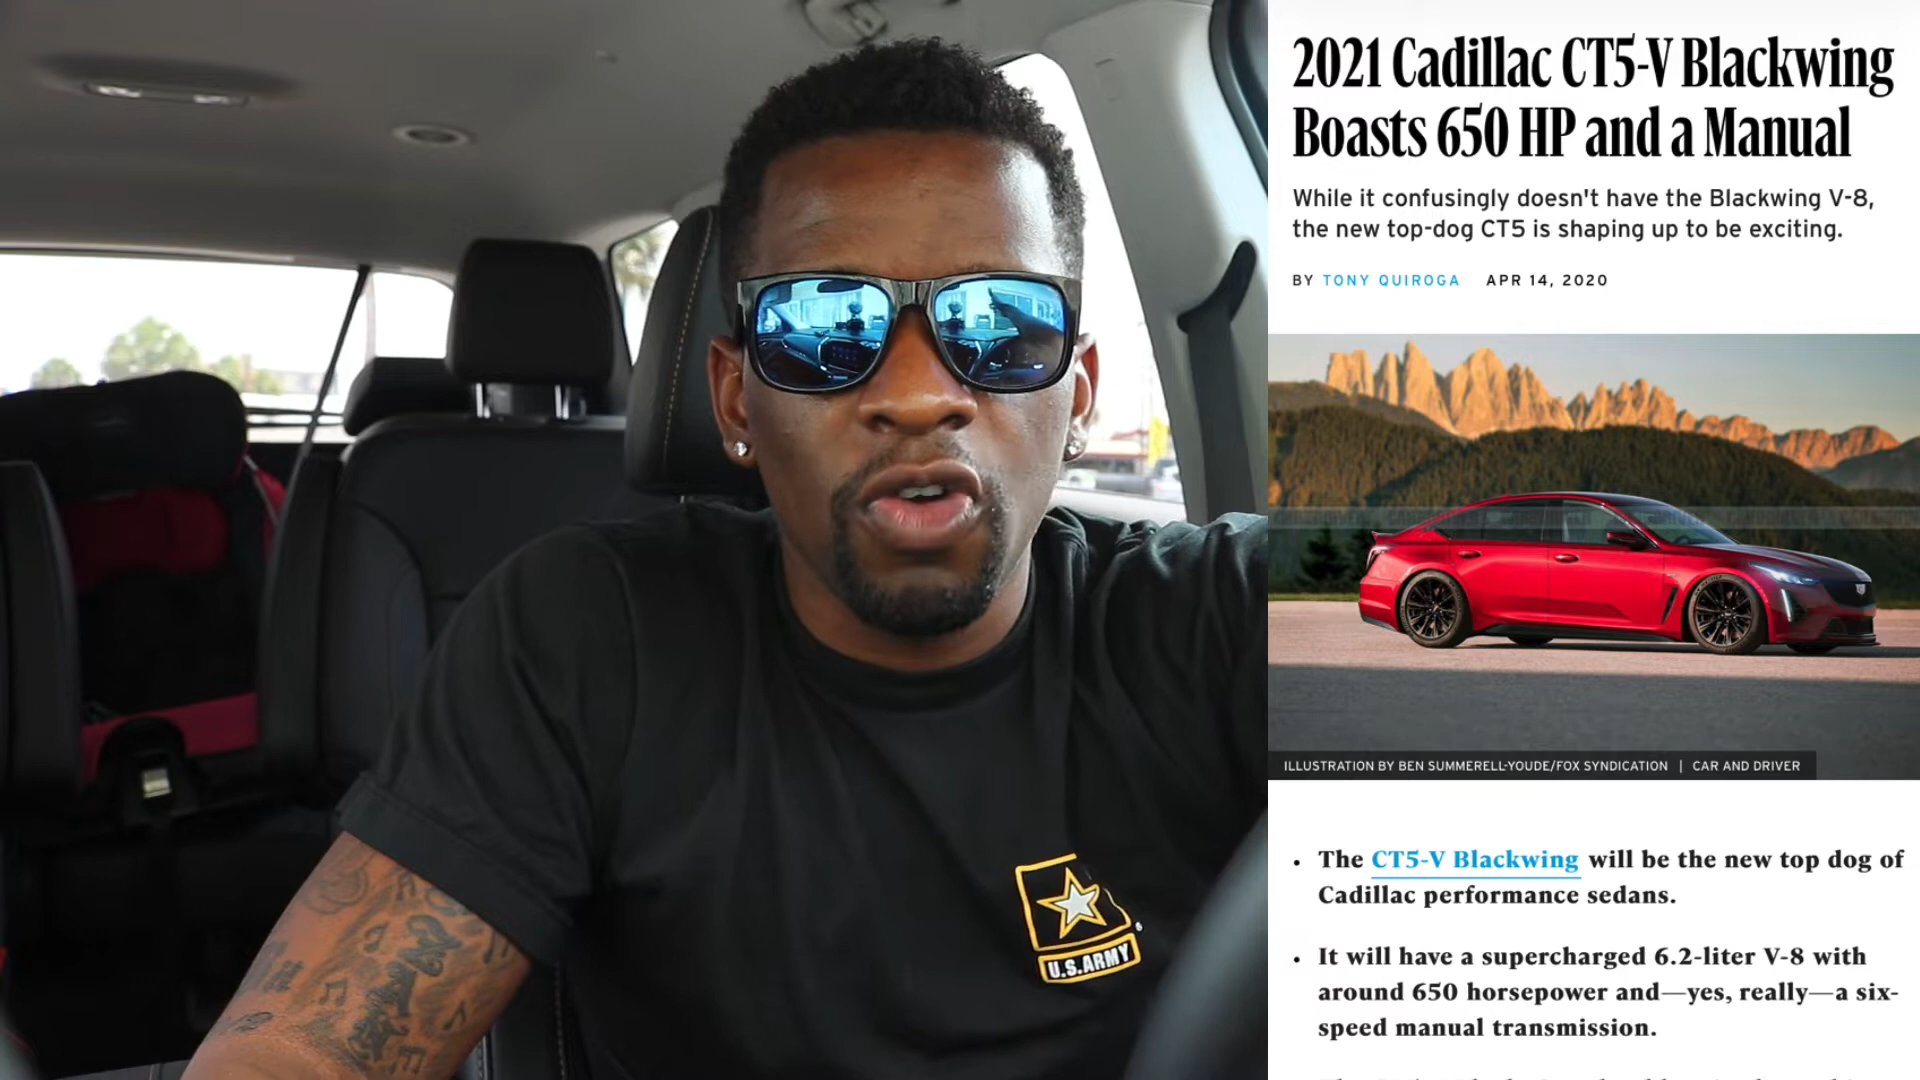 2021 Cadillac CT5-V Blackwing
Boasts 650 HP and a Manual
While it confusingly doesn't have the Blackwing V-8,
the new top-dog CT5 is shaping up to be exciting.
BY TONY QUIROGA APR 14, 2020
ILLUSTRATION BY BEN SUMMERELL-YOUDE/FOX SYNDICATION | CAR AND DRIVER
• The CT5-V Blackwing will be the new top dog of
Cadillac performance sedans.
• It will have a supercharged 6.2-liter V-8 with
around 650 horsepower and—yes, really—a six-
speed manual transmission.
U.S.ARMY